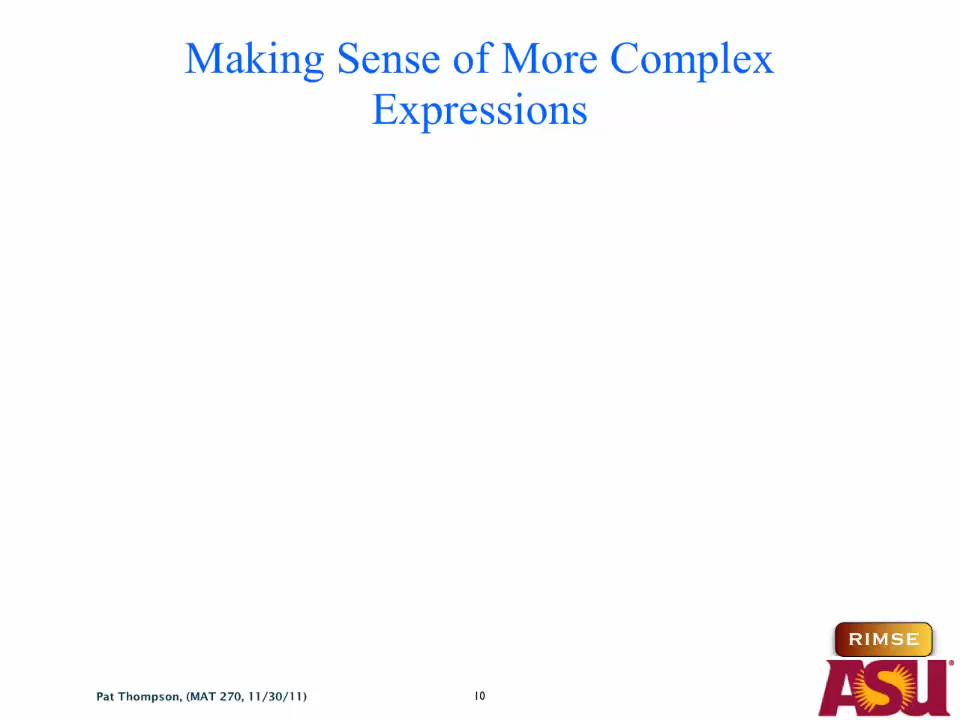 Making Sense of More Complex
Expressions
RIMSE
ASU®
Pat Thompson, (MAT 270, 11/30/11)
10